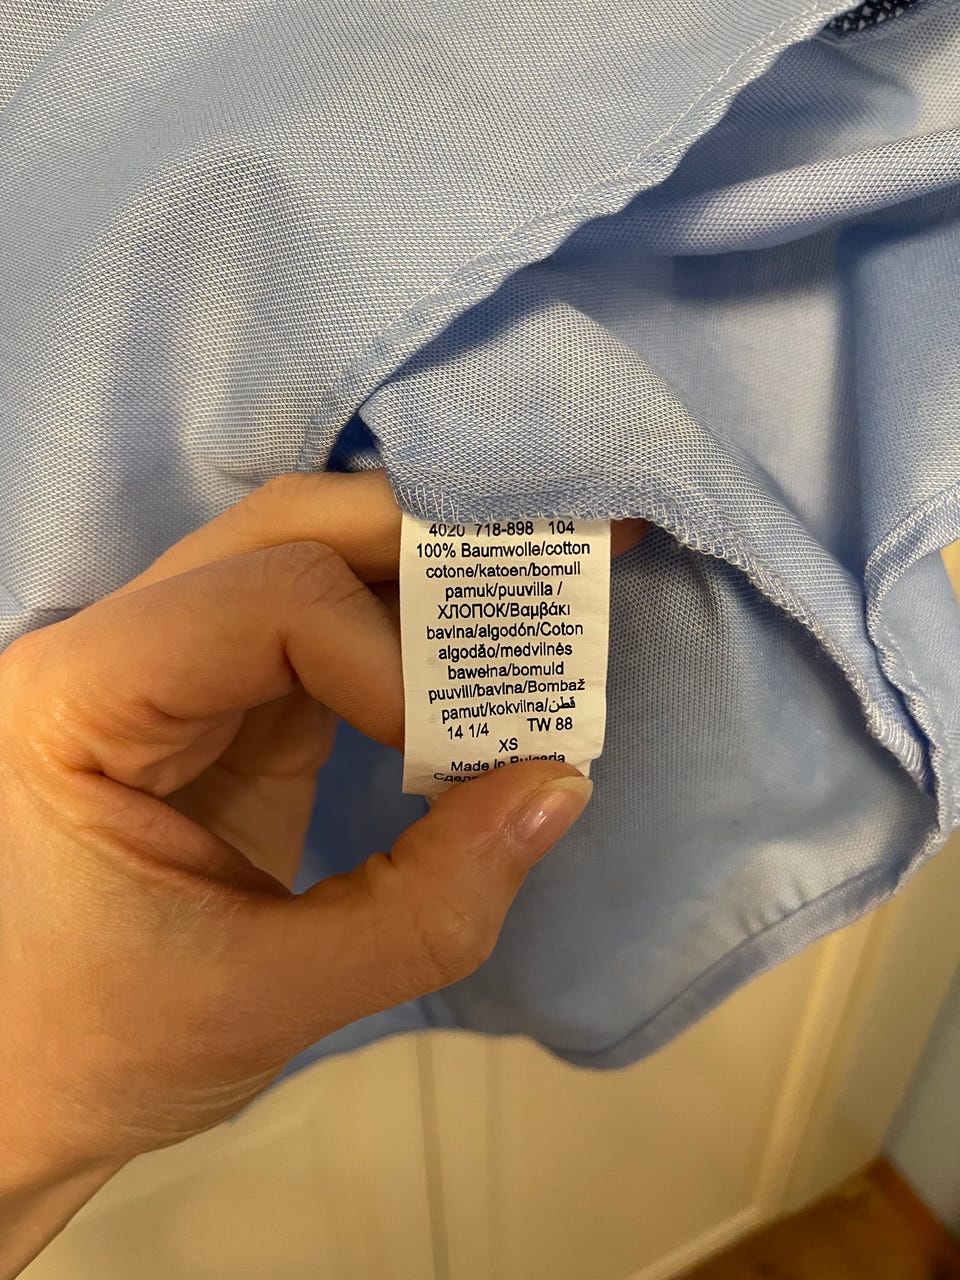 4020 718-898 104
100% Baumwolle/cotton
cotone/katoen/bomull
pamuk/puuvilla /
ХЛОПОК/Βαμβάκι
bavlna/algodón/Coton
algodão/medvilnės
bawełna/bomuld
puuvill/bavlna/Bombaž
pamut/kokvilna/قطن
14 1/4 TW 88
XS
Made in Bulgaria